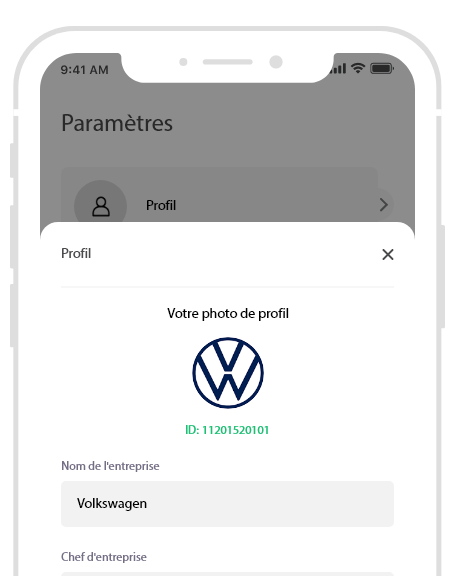 9:41 AM
Paramètres
Profil
Profil
Votre photo de profil
ID: 11201520101
Nom de l'entreprise
Volkswagen
Chef d'entreprise